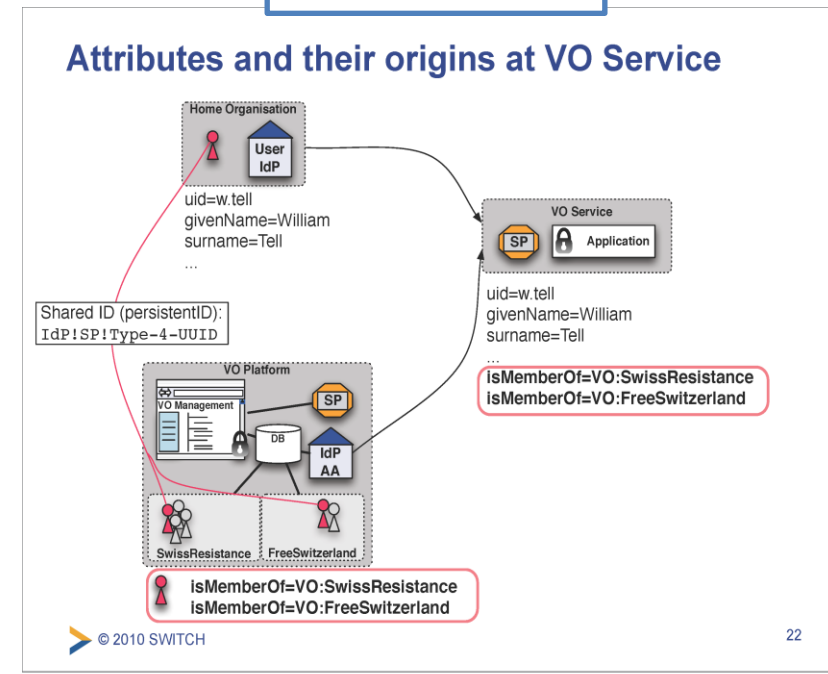 Attributes and their origins at VO Service
Home Organisation
User
IdP
uid=w.tell
givenName=William
surname=Tell
...
Shared ID (persistentID):
IdP!SP!Type-4-UUID
VO Service
SP
Application
uid=w.tell
givenName=William
surname=Tell
...
isMemberOf=VO:SwissResistance
isMemberOf=VO:FreeSwitzerland
VO Platform
VO Management
SP
DB
IdP
AA
SwissResistance
FreeSwitzerland
isMemberOf=VO:SwissResistance
isMemberOf=VO:FreeSwitzerland
© 2010 SWITCH
22